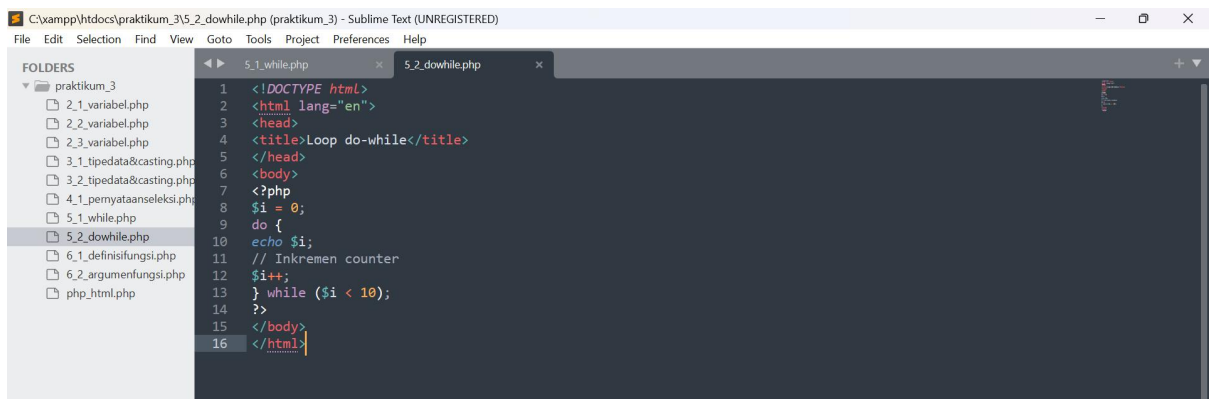 C:\xampp\htdocs\praktikum_3\5_2_dowhile.php (praktikum_3) - Sublime Text (UNREGISTERED)
File Edit Selection Find View Goto Tools Project Preferences Help
FOLDERS
praktikum_3
2_1_variabel.php
2_2_variabel.php
2_3_variabel.php
3_1_tipedata&casting.php
3_2_tipedata&casting.php
4_1_pernyataanseleksi.php
5_1_while.php
5_2_dowhile.php
6_1_definisifungsi.php
6_2_argumenfungsi.php
php_html.php
5_1_while.php × 5_2_dowhile.php ×
1 <!DOCTYPE html>
2 <html lang="en">
3 <head>
4 <title>Loop do-while</title>
5 </head>
6 <body>
7 <?php
8 $i = 0;
9 do {
10 echo $i;
11 // Inkremen counter
12 $i++;
13 } while ($i < 10);
14 ?>
15 </body>
16 </html>